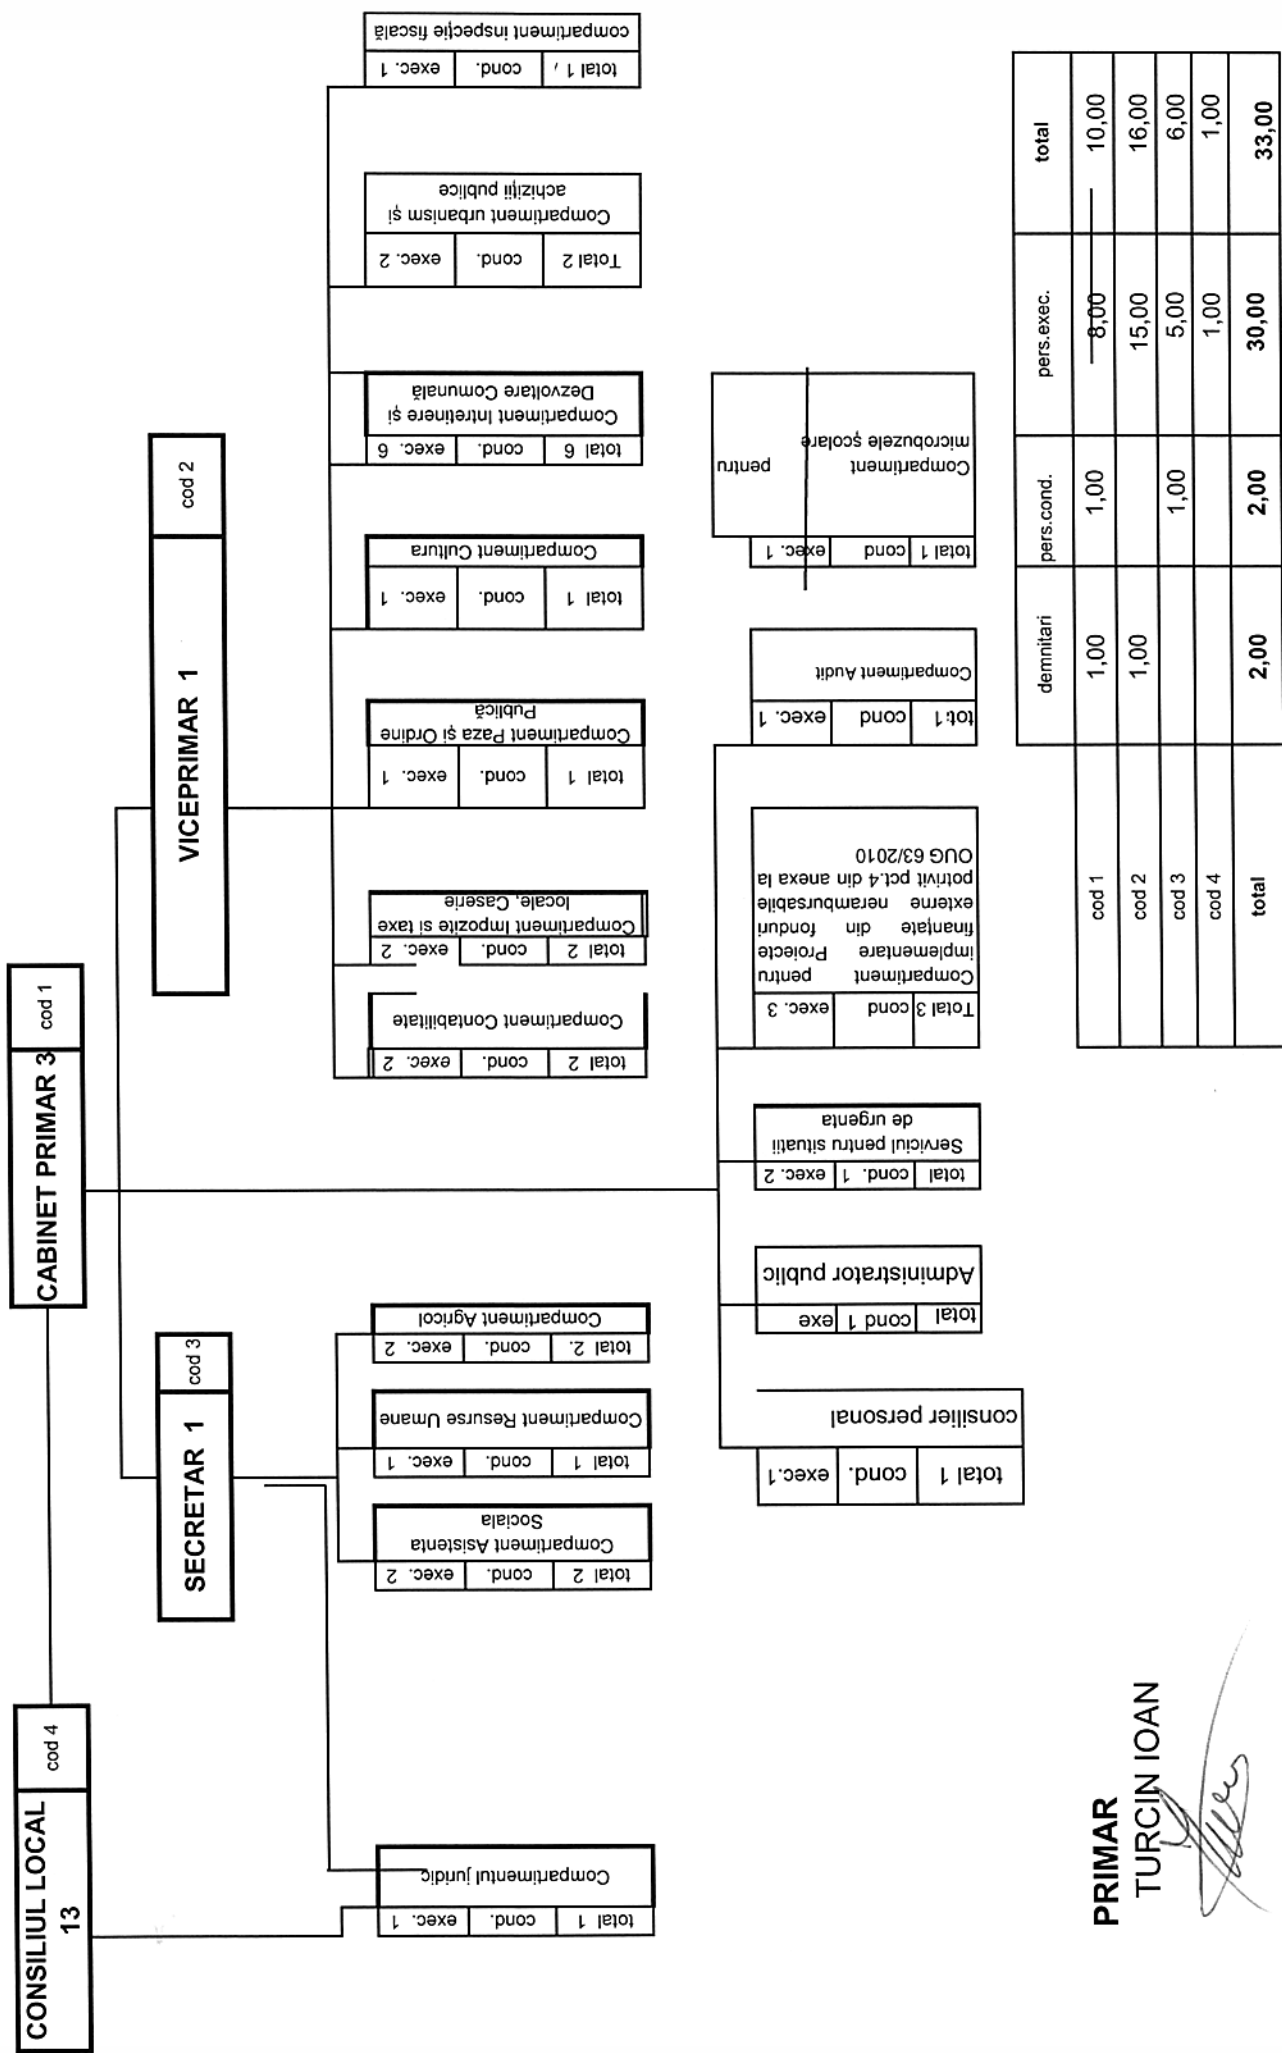 CONSILIUL LOCAL
13
cod 4
CABINET PRIMAR 3
cod 1
SECRETAR 1
cod 3
VICEPRIMAR 1
cod 2
Compartimentul juridic
total 1 cond. exec. 1
Compartiment Asistenta
Sociala
total 2 cond. exec. 2
Compartiment Resurse Umane
total 1 cond. exec. 1
Compartiment Agricol
total 2. cond. exec. 2
Compartiment Contabilitate
total 2 cond. exec. 2
Compartiment Impozite si taxe
locale, Caserie
total 2 cond. exec. 2
Compartiment Paza și Ordine
Publică
total 1 cond. exec. 1
Compartiment Cultura
total 1 cond. exec. 1
Compartiment Intretinere și
Dezvoltare Comunală
total 6 cond. exec. 6
Compartiment urbanism și
achiziții publice
Total 2 cond. exec. 2
compartiment inspecție fiscală
total 1 , cond. exec. 1
consilier personal
total 1 cond. exec.1
Administrator public
total cond 1 exe
Serviciul pentru situatii
de urgenta
total cond. 1 exec. 2
Compartiment pentru
implementare Proiecte
finanțate din fonduri
externe nerambursabile
potrivit pct.4 din anexa la
OUG 63/2010
Total 3 cond exec. 3
Compartiment Audit
tot:1 cond exec. 1
Compartiment pentru
microbuzele școlare
total 1 cond exec. 1
demnitari pers.cond. pers.exec. total
cod 1 1,00 1,00 8,00 10,00
cod 2 1,00 15,00 16,00
cod 3 1,00 5,00 6,00
cod 4 1,00 1,00
total 2,00 2,00 30,00 33,00
PRIMAR
TURCIN IOAN